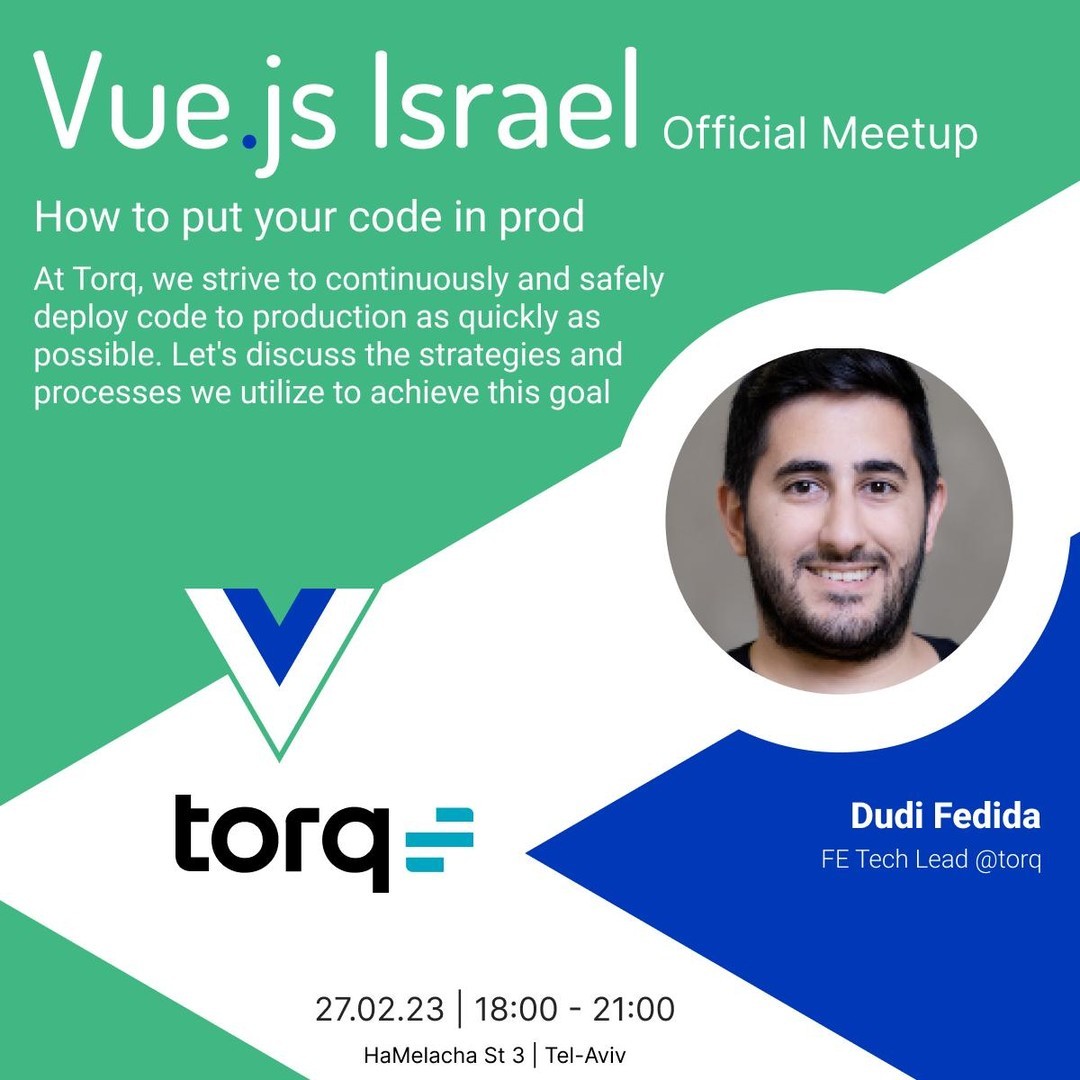 Vue.js Israel Official Meetup
How to put your code in prod
At Torq, we strive to continuously and safely
deploy code to production as quickly as
possible. Let's discuss the strategies and
processes we utilize to achieve this goal
torq
Dudi Fedida
FE Tech Lead @torq
27.02.23 | 18:00 - 21:00
HaMelacha St 3 | Tel-Aviv